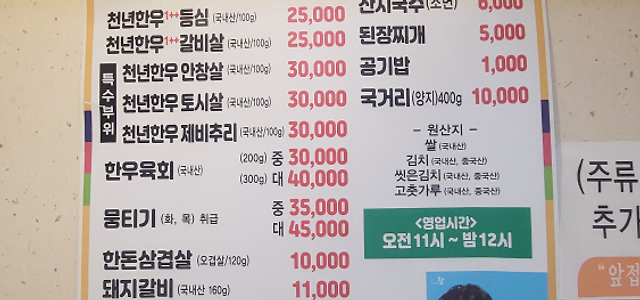 천년한우1++등심 (국내산/100g) 25,000
천년한우1++갈비살 (국내산/100g) 25,000
특수부위
천년한우 안창살 (국내산/100g) 30,000
천년한우 토시살 (국내산/100g) 30,000
천년한우 제비추리 (국내산/100g) 30,000
한우육회 (국내산) (200g) 중 30,000
(300g) 대 40,000
뭉티기 (화, 목) 취급 중 35,000
대 45,000
한돈삼겹살 (오겹살/120g) 10,000
돼지갈비 (국내산 160g) 11,000
잔치국수 (소면) 6,000
된장찌개 5,000
공기밥 1,000
국거리 (양지)400g 10,000
- 원산지 -
쌀 (국내산)
김치 (국내산, 중국산)
씻은김치 (국내산, 중국산)
고춧가루 (국내산, 중국산)
<영업시간>
오전 11시 ~ 밤 12시
(주류
추가
"앞접